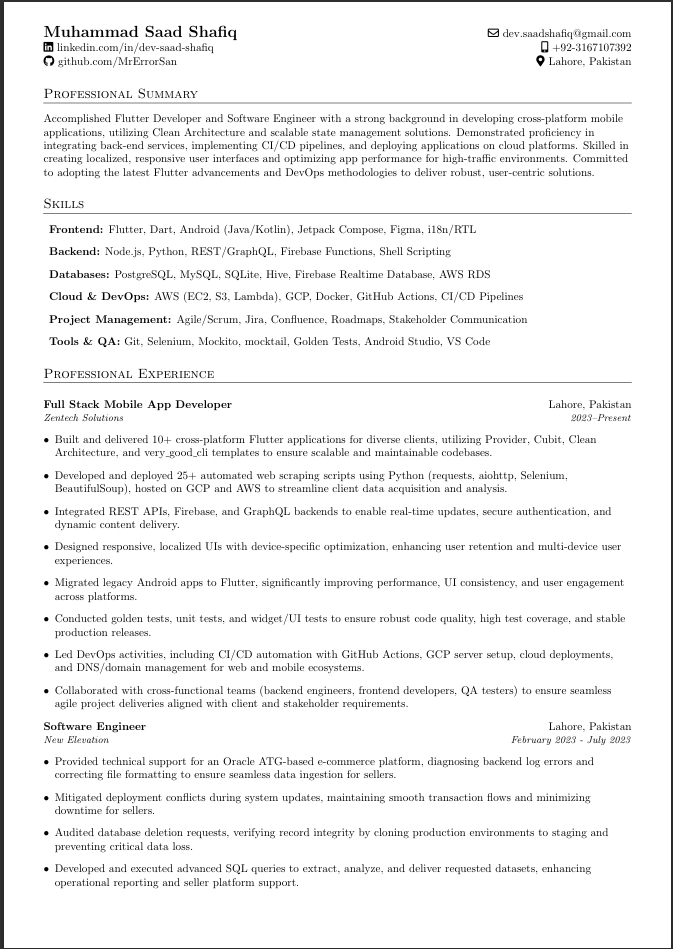 Muhammad Saad Shafiq
linkedin.com/in/dev-saad-shafiq
github.com/MrErrorSan
dev.saadshafiq@gmail.com
+92-3167107392
Lahore, Pakistan
Professional Summary
Accomplished Flutter Developer and Software Engineer with a strong background in developing cross-platform mobile
applications, utilizing Clean Architecture and scalable state management solutions. Demonstrated proficiency in
integrating back-end services, implementing CI/CD pipelines, and deploying applications on cloud platforms. Skilled in
creating localized, responsive user interfaces and optimizing app performance for high-traffic environments. Committed
to adopting the latest Flutter advancements and DevOps methodologies to deliver robust, user-centric solutions.
Skills
Frontend: Flutter, Dart, Android (Java/Kotlin), Jetpack Compose, Figma, i18n/RTL
Backend: Node.js, Python, REST/GraphQL, Firebase Functions, Shell Scripting
Databases: PostgreSQL, MySQL, SQLite, Hive, Firebase Realtime Database, AWS RDS
Cloud & DevOps: AWS (EC2, S3, Lambda), GCP, Docker, GitHub Actions, CI/CD Pipelines
Project Management: Agile/Scrum, Jira, Confluence, Roadmaps, Stakeholder Communication
Tools & QA: Git, Selenium, Mockito, mocktail, Golden Tests, Android Studio, VS Code
Professional Experience
Full Stack Mobile App Developer Lahore, Pakistan
Zentech Solutions 2023–Present
• Built and delivered 10+ cross-platform Flutter applications for diverse clients, utilizing Provider, Cubit, Clean
Architecture, and very_good_cli templates to ensure scalable and maintainable codebases.
• Developed and deployed 25+ automated web scraping scripts using Python (requests, aiohttp, Selenium,
BeautifulSoup), hosted on GCP and AWS to streamline client data acquisition and analysis.
• Integrated REST APIs, Firebase, and GraphQL backends to enable real-time updates, secure authentication, and
dynamic content delivery.
• Designed responsive, localized UIs with device-specific optimization, enhancing user retention and multi-device user
experiences.
• Migrated legacy Android apps to Flutter, significantly improving performance, UI consistency, and user engagement
across platforms.
• Conducted golden tests, unit tests, and widget/UI tests to ensure robust code quality, high test coverage, and stable
production releases.
• Led DevOps activities, including CI/CD automation with GitHub Actions, GCP server setup, cloud deployments,
and DNS/domain management for web and mobile ecosystems.
• Collaborated with cross-functional teams (backend engineers, frontend developers, QA testers) to ensure seamless
agile project deliveries aligned with client and stakeholder requirements.
Software Engineer Lahore, Pakistan
New Elevation February 2023 - July 2023
• Provided technical support for an Oracle ATG-based e-commerce platform, diagnosing backend log errors and
correcting file formatting to ensure seamless data ingestion for sellers.
• Mitigated deployment conflicts during system updates, maintaining smooth transaction flows and minimizing
downtime for sellers.
• Audited database deletion requests, verifying record integrity by cloning production environments to staging and
preventing critical data loss.
• Developed and executed advanced SQL queries to extract, analyze, and deliver requested datasets, enhancing
operational reporting and seller platform support.